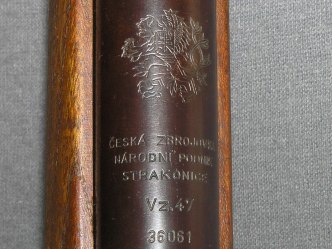 ČESKÁ ZBROJOVKA
NÁRODNÍ PODNIK
STRAKONICE
Vz.47
36061